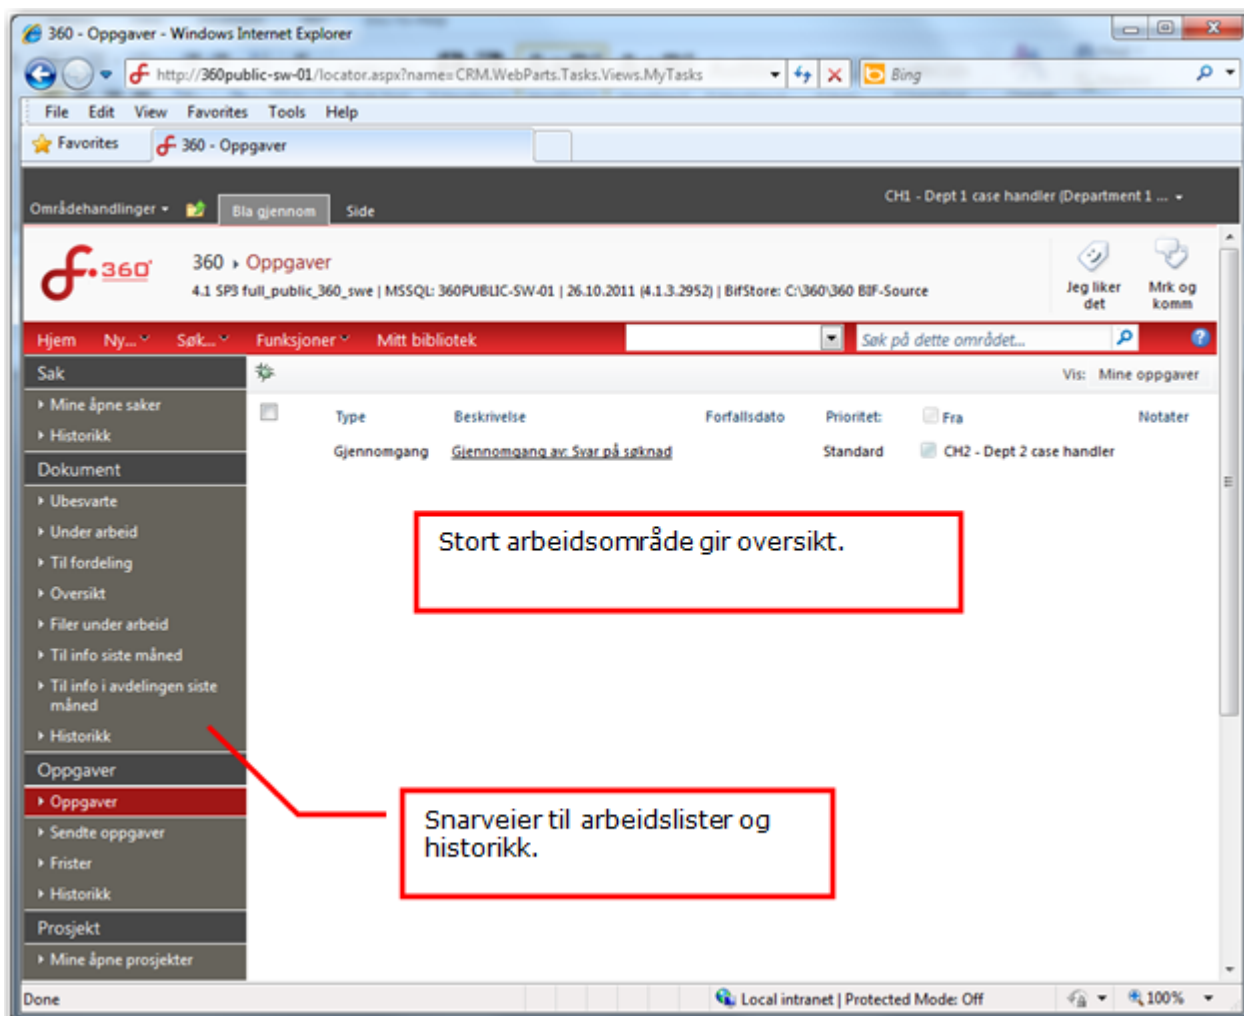 360 - Oppgaver - Windows Internet Explorer
http://360public-sw-01/locator.aspx?name=CRM.WebParts.Tasks.Views.MyTasks
Bing
File Edit View Favorites Tools Help
Favorites 360 - Oppgaver
Områdehandlinger Bla gjennom Side CH1 - Dept 1 case handler (Department 1 ...
360 360 Oppgaver
4.1 SP3 full_public_360_swe | MSSQL: 360PUBLIC-SW-01 | 26.10.2011 (4.1.3.2952) | BifStore: C:\360\360 BIF-Source
Jeg liker det
Mrk og komm
Hjem Ny... Søk... Funksjoner Mitt bibliotek Søk på dette området...
Sak
Mine åpne saker
Historikk
Dokument
Ubesvarte
Under arbeid
Til fordeling
Oversikt
Filer under arbeid
Til info siste måned
Til info i avdelingen siste
måned
Historikk
Oppgaver
Oppgaver
Sendte oppgaver
Frister
Historikk
Prosjekt
Mine åpne prosjekter
Vis: Mine oppgaver
Type Beskrivelse Forfallsdato Prioritet: Fra Notater
Gjennomgang Gjennomgang av: Svar på søknad Standard CH2 - Dept 2 case handler
Stort arbeidsområde gir oversikt.
Snarveier til arbeidslister og
historikk.
Done Local intranet | Protected Mode: Off 100%